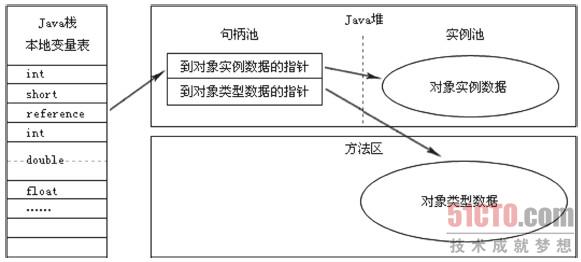 Java栈
本地变量表
int
short
reference
int
double
float
……
Java堆
句柄池
实例池
到对象实例数据的指针
到对象类型数据的指针
对象实例数据
方法区
对象类型数据
51CTO.com
技术成就梦想